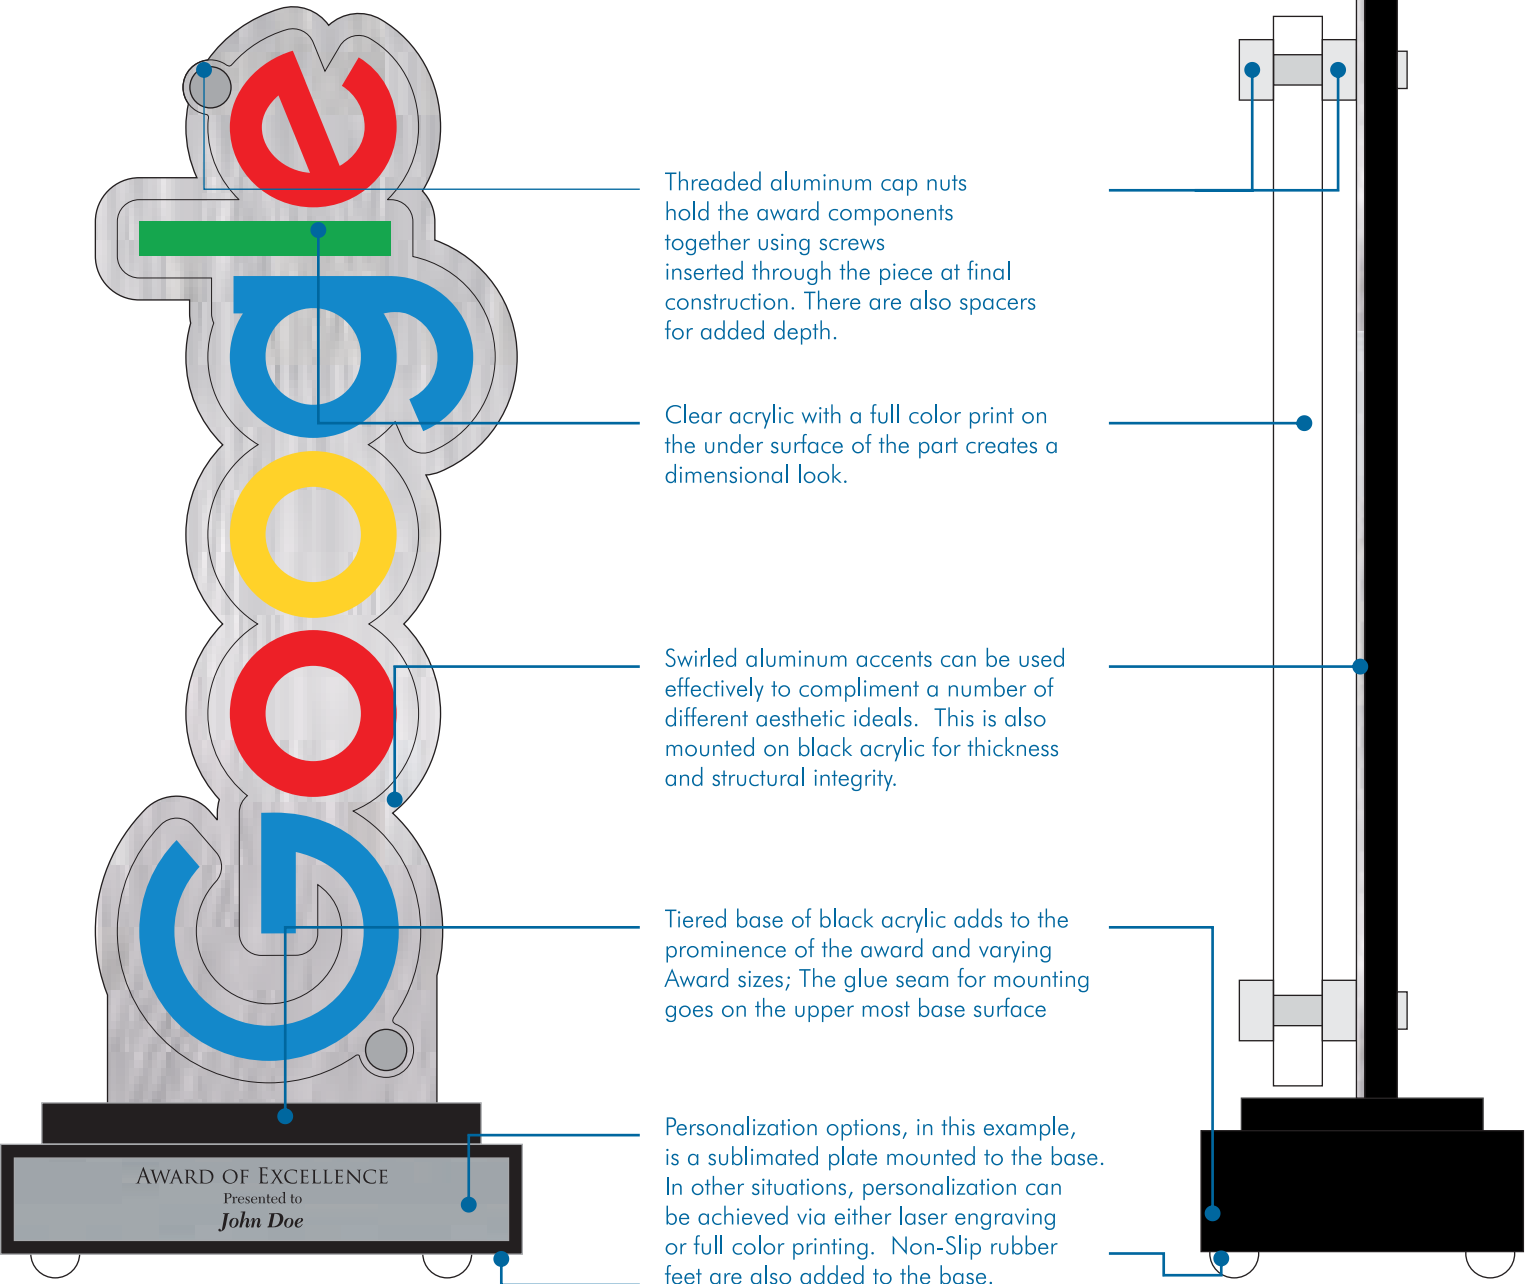 Google
Threaded aluminum cap nuts
hold the award components
together using screws
inserted through the piece at final
construction. There are also spacers
for added depth.
Clear acrylic with a full color print on
the under surface of the part creates a
dimensional look.
Swirled aluminum accents can be used
effectively to compliment a number of
different aesthetic ideals.  This is also
mounted on black acrylic for thickness
and structural integrity.
Tiered base of black acrylic adds to the
prominence of the award and varying
Award sizes; The glue seam for mounting
goes on the upper most base surface
Personalization options, in this example,
is a sublimated plate mounted to the base.
In other situations, personalization can
be achieved via either laser engraving
or full color printing.  Non-Slip rubber
feet are also added to the base.
AWARD OF EXCELLENCE
Presented to
John Doe